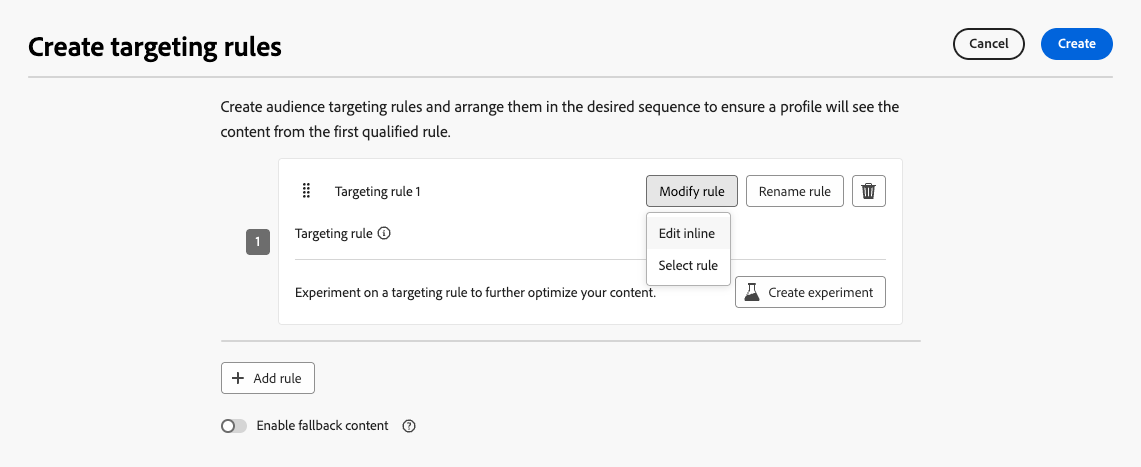 Create targeting rules
Cancel
Create
Create audience targeting rules and arrange them in the desired sequence to ensure a profile will see the
content from the first qualified rule.
1
Targeting rule 1
Modify rule
Rename rule
Targeting rule
Edit inline
Select rule
Experiment on a targeting rule to further optimize your content.
Create experiment
Add rule
Enable fallback content